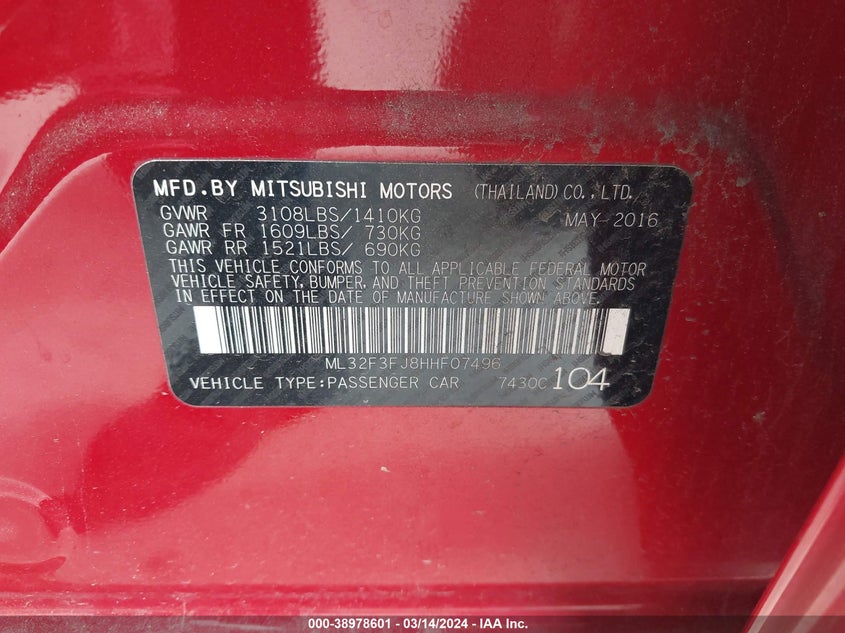 MFD.BY MITSUBISHI MOTORS (THAILAND) CO.,LTD.
GVWR 3108LBS/1410KG MAY-2016
GAWR FR 1609LBS/ 730KG
GAWR RR 1521LBS/ 690KG
THIS VEHICLE CONFORMS TO ALL APPLICABLE FEDERAL MOTOR
VEHICLE SAFETY, BUMPER, AND THEFT PREVENTION STANDARDS
IN EFFECT ON THE DATE OF MANUFACTURE SHOWN ABOVE.
ML32F3FJ8HHF07496
VEHICLE TYPE:PASSENGER CAR 7430C 104
000-38978601 - 03/14/2024 - IAA Inc.